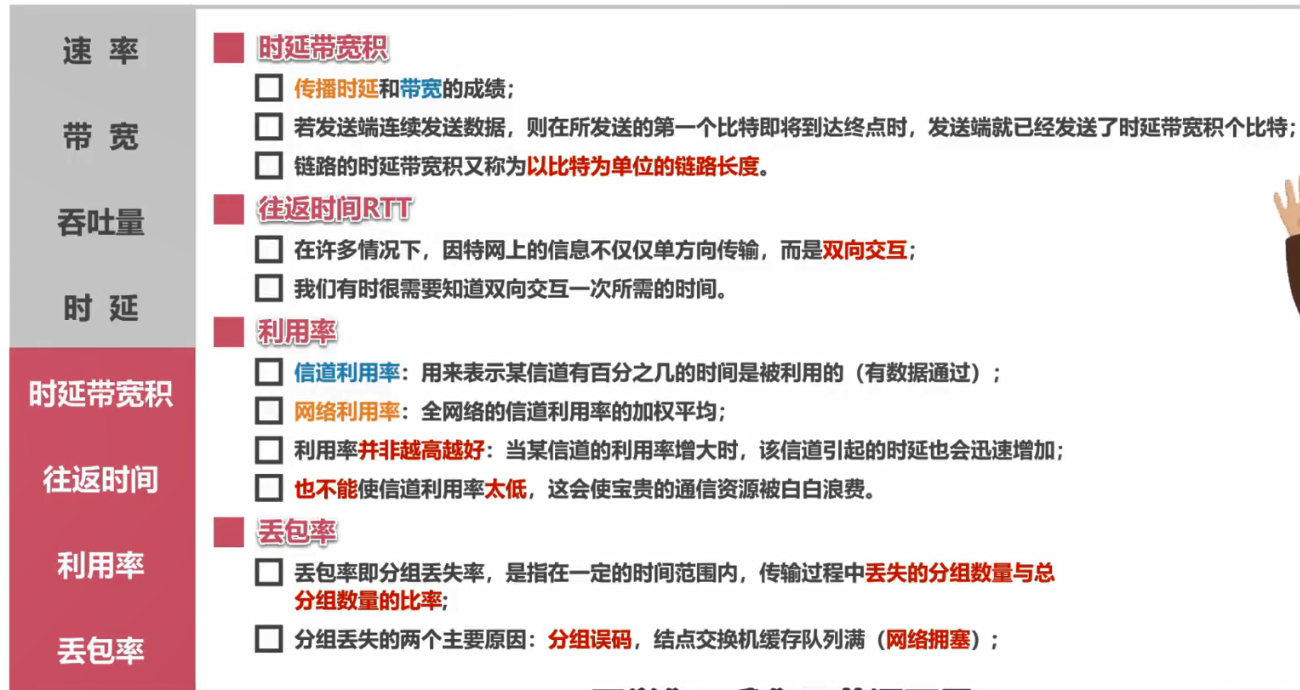 速 率
带 宽
吞吐量
时 延
时延带宽积
往返时间
利用率
丢包率
时延带宽积
传播时延和带宽的成绩；
若发送端连续发送数据，则在所发送的第一个比特即将到达终点时，发送端就已经发送了时延带宽积个比特；
链路的时延带宽积又称为以比特为单位的链路长度。
往返时间RTT
在许多情况下，因特网上的信息不仅仅单方向传输，而是双向交互；
我们有时很需要知道双向交互一次所需的时间。
利用率
信道利用率：用来表示某信道有百分之几的时间是被利用的（有数据通过）；
网络利用率：全网络的信道利用率的加权平均；
利用率并非越高越好：当某信道的利用率增大时，该信道引起的时延也会迅速增加；
也不能使信道利用率太低，这会使宝贵的通信资源被白白浪费。
丢包率
丢包率即分组丢失率，是指在一定的时间范围内，传输过程中丢失的分组数量与总
分组数量的比率；
分组丢失的两个主要原因：分组误码，结点交换机缓存队列满（网络拥塞）；